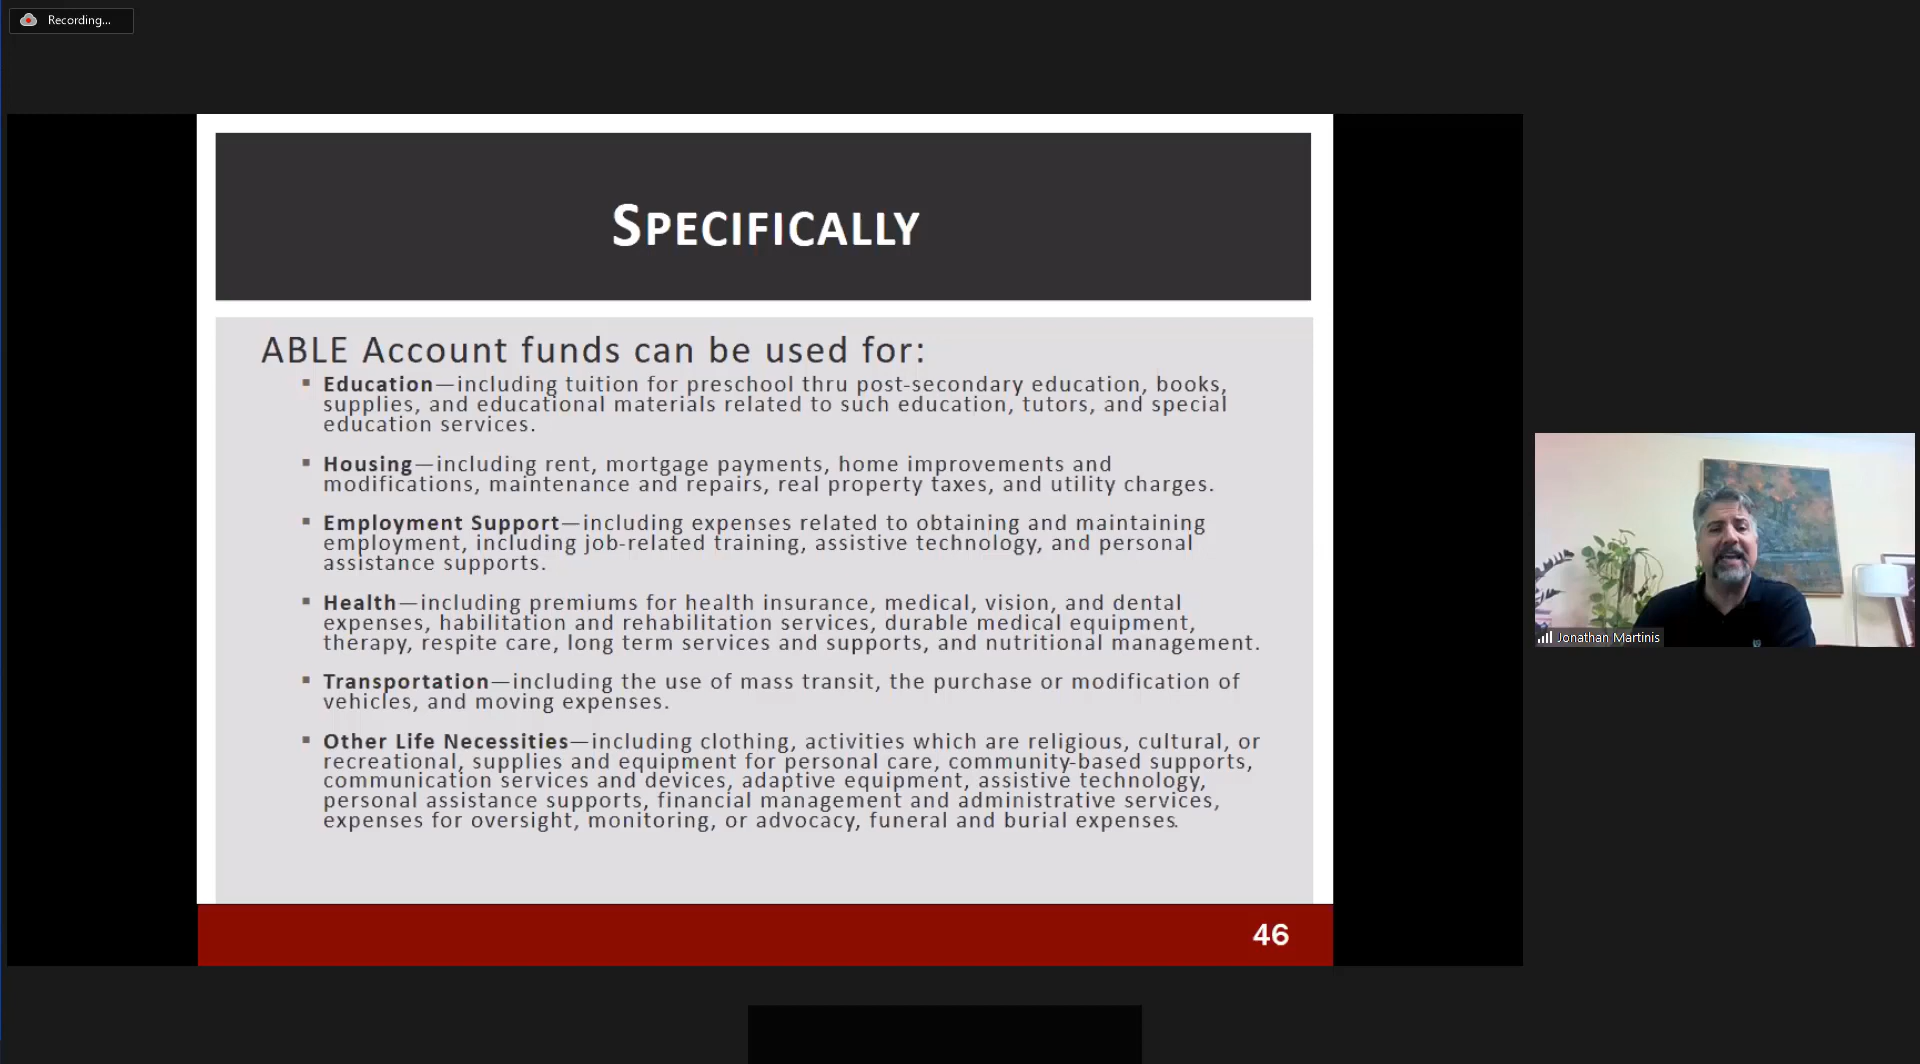 Recording...
SPECIFICALLY
ABLE Account funds can be used for:
▪ Education—including tuition for preschool thru post-secondary education, books,
supplies, and educational materials related to such education, tutors, and special
education services.
▪ Housing—including rent, mortgage payments, home improvements and
modifications, maintenance and repairs, real property taxes, and utility charges.
▪ Employment Support—including expenses related to obtaining and maintaining
employment, including job-related training, assistive technology, and personal
assistance supports.
▪ Health—including premiums for health insurance, medical, vision, and dental
expenses, habilitation and rehabilitation services, durable medical equipment,
therapy, respite care, long term services and supports, and nutritional management.
▪ Transportation—including the use of mass transit, the purchase or modification of
vehicles, and moving expenses.
▪ Other Life Necessities—including clothing, activities which are religious, cultural, or
recreational, supplies and equipment for personal care, community-based supports,
communication services and devices, adaptive equipment, assistive technology,
personal assistance supports, financial management and administrative services,
expenses for oversight, monitoring, or advocacy, funeral and burial expenses.
46
Jonathan Martinis